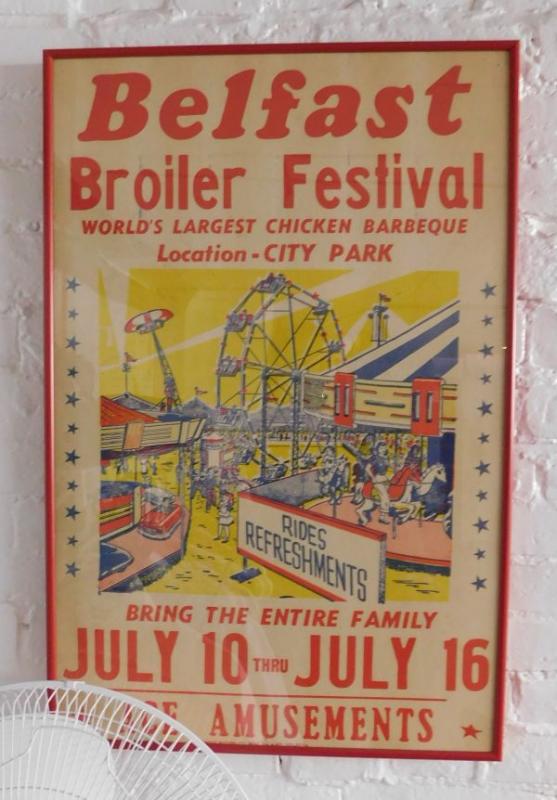 Belfast
Broiler Festival
WORLD'S LARGEST CHICKEN BARBEQUE
Location - CITY PARK
RIDES
REFRESHMENTS
BRING THE ENTIRE FAMILY
JULY 10 THRU JULY 16
AMUSEMENTS